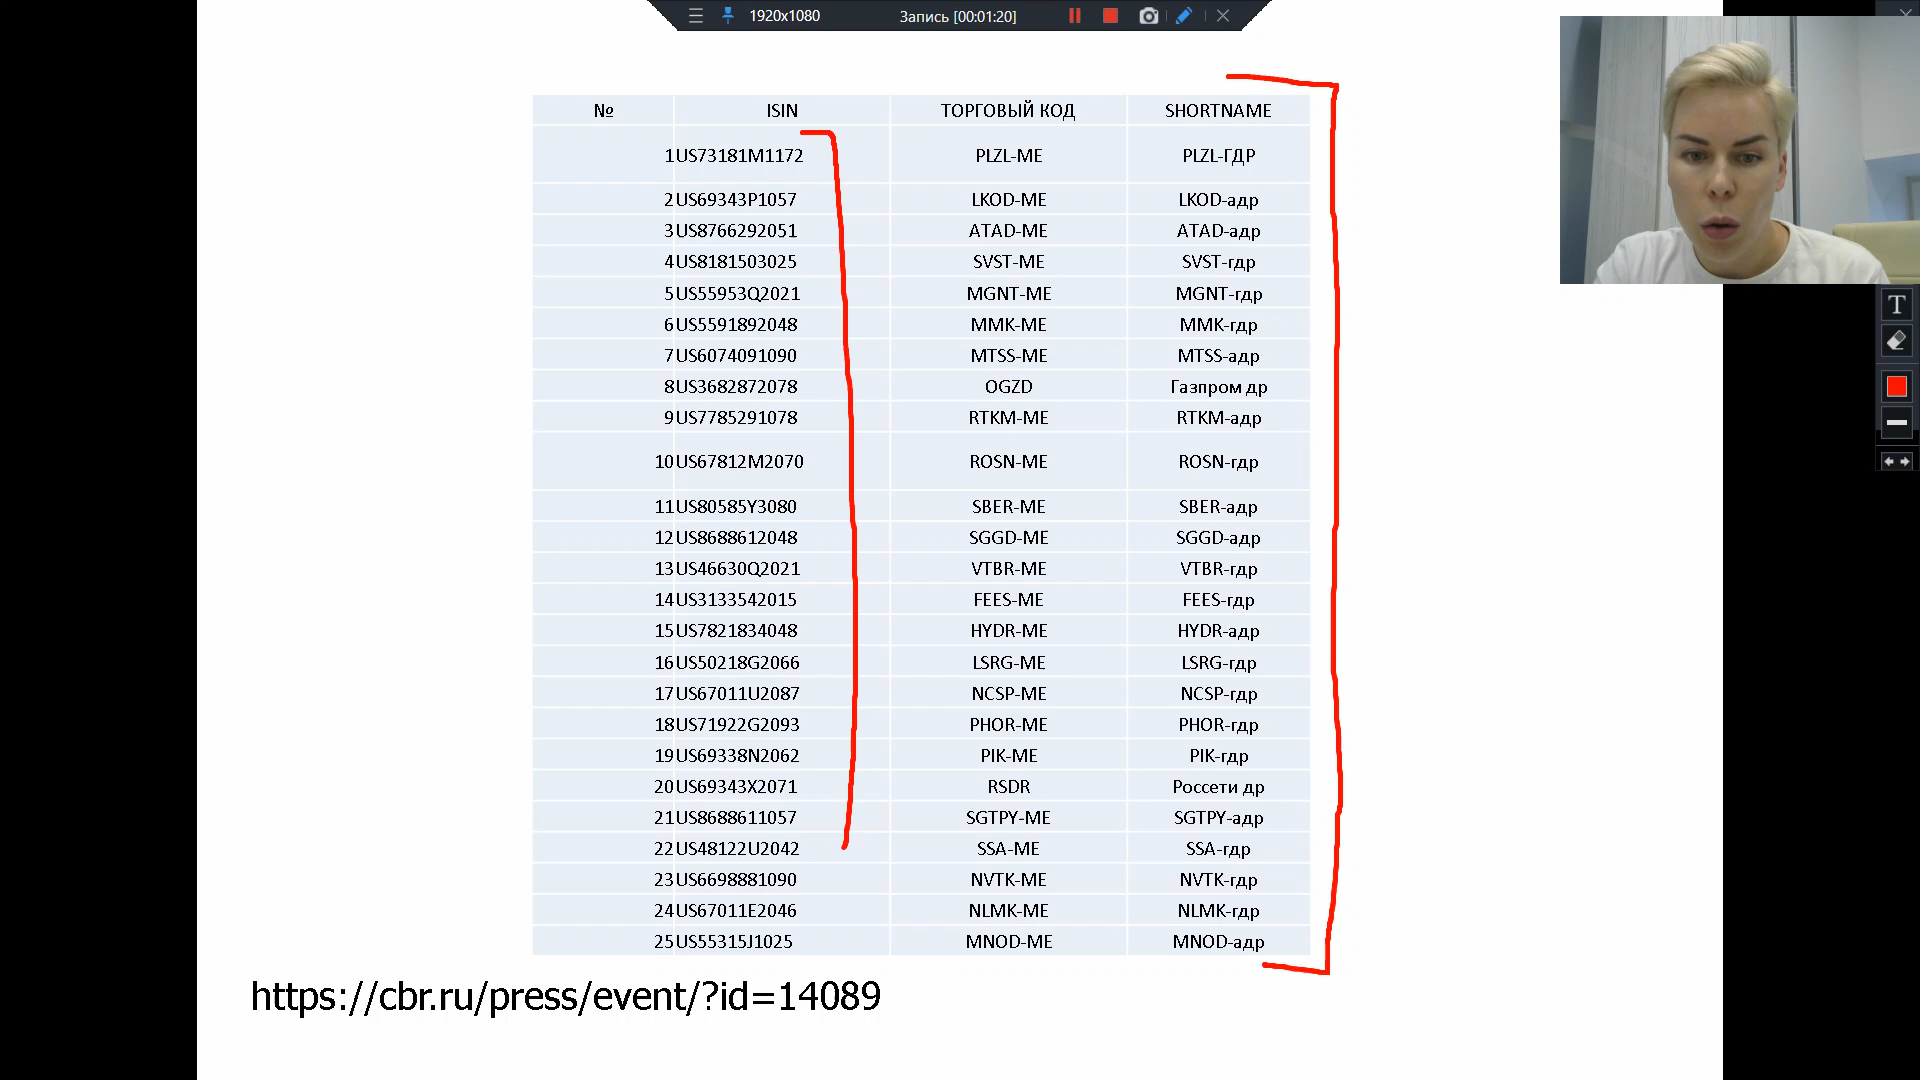 1920x1080 Запись [00:01:20]
№ ISIN ТОРГОВЫЙ КОД SHORTNAME
1 US73181M1172 PLZL-ME PLZL-ГДР
2 US69343P1057 LKOD-ME LKOD-адр
3 US8766292051 ATAD-ME ATAD-адр
4 US8181503025 SVST-ME SVST-гдр
5 US55953Q2021 MGNT-ME MGNT-гдр
6 US5591892048 MMK-ME MMK-гдр
7 US6074091090 MTSS-ME MTSS-адр
8 US3682872078 OGZD Газпром др
9 US7785291078 RTKM-ME RTKM-адр
10 US67812M2070 ROSN-ME ROSN-гдр
11 US80585Y3080 SBER-ME SBER-адр
12 US8688612048 SGGD-ME SGGD-адр
13 US46630Q2021 VTBR-ME VTBR-гдр
14 US3133542015 FEES-ME FEES-гдр
15 US7821834048 HYDR-ME HYDR-адр
16 US50218G2066 LSRG-ME LSRG-гдр
17 US67011U2087 NCSP-ME NCSP-гдр
18 US71922G2093 PHOR-ME PHOR-гдр
19 US69338N2062 PIK-ME PIK-гдр
20 US69343X2071 RSDR Россети др
21 US8688611057 SGTPY-ME SGTPY-адр
22 US48122U2042 SSA-ME SSA-гдр
23 US6698881090 NVTK-ME NVTK-гдр
24 US67011E2046 NLMK-ME NLMK-гдр
25 US55315J1025 MNOD-ME MNOD-адр
https://cbr.ru/press/event/?id=14089
T